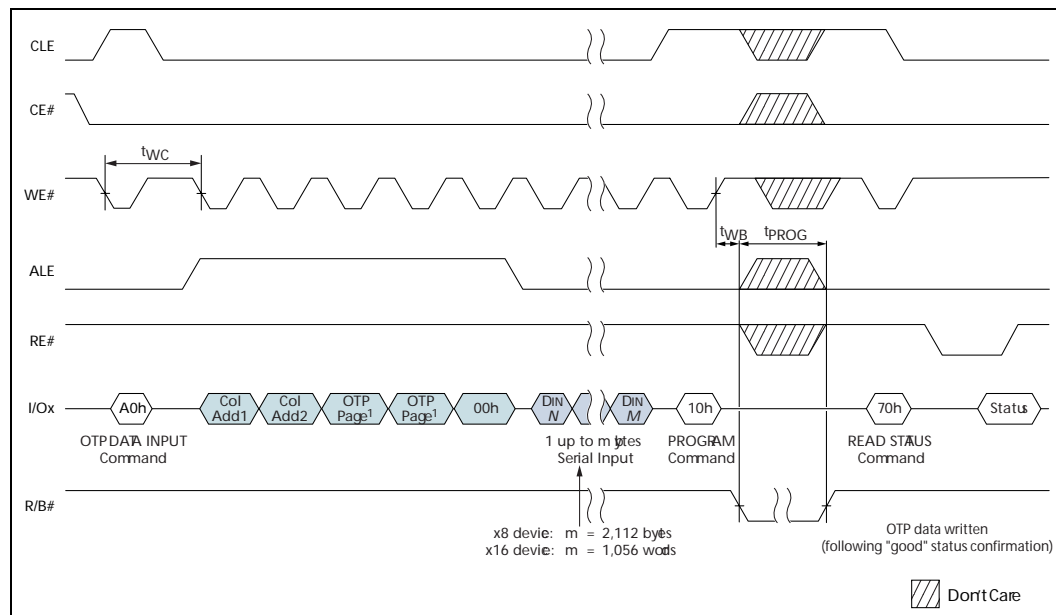 CLE
CE#
tWC
WE#
tWB
tPROG
ALE
RE#
I/Ox
A0h
Col
Add1
Col
Add2
OTP
Page1
OTP
Page1
00h
DIN
N
DIN
M
10h
70h
Status
OTP DATA INPUT
Command
1 up to m bytes
Serial Input
PROGRAM
Command
READ STATUS
Command
R/B#
x8 device: m = 2,112 bytes
x16 device: m = 1,056 words
OTP data written
(following "good" status confirmation)
Don't Care